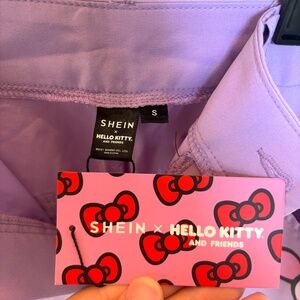 SHEIN
×
HELLO KITTY
AND FRIENDS
S
SHEIN × HELLO KITTY
AND FRIENDS